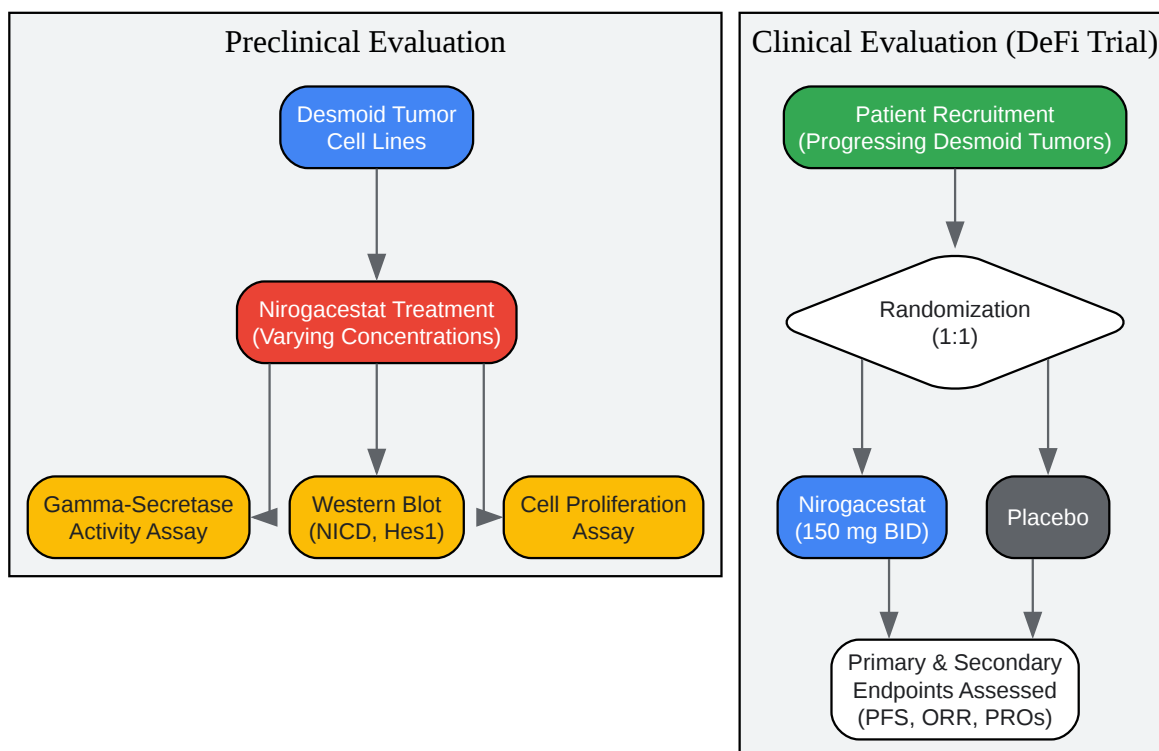 Preclinical Evaluation
Desmoid Tumor
Cell Lines
Nirogacestat Treatment
(Varying Concentrations)
Gamma-Secretase
Activity Assay
Western Blot
(NICD, Hes1)
Cell Proliferation
Assay
Clinical Evaluation (DeFi Trial)
Patient Recruitment
(Progressing Desmoid Tumors)
Randomization
(1:1)
Nirogacestat
(150 mg BID)
Placebo
Primary & Secondary
Endpoints Assessed
(PFS, ORR, PROs)